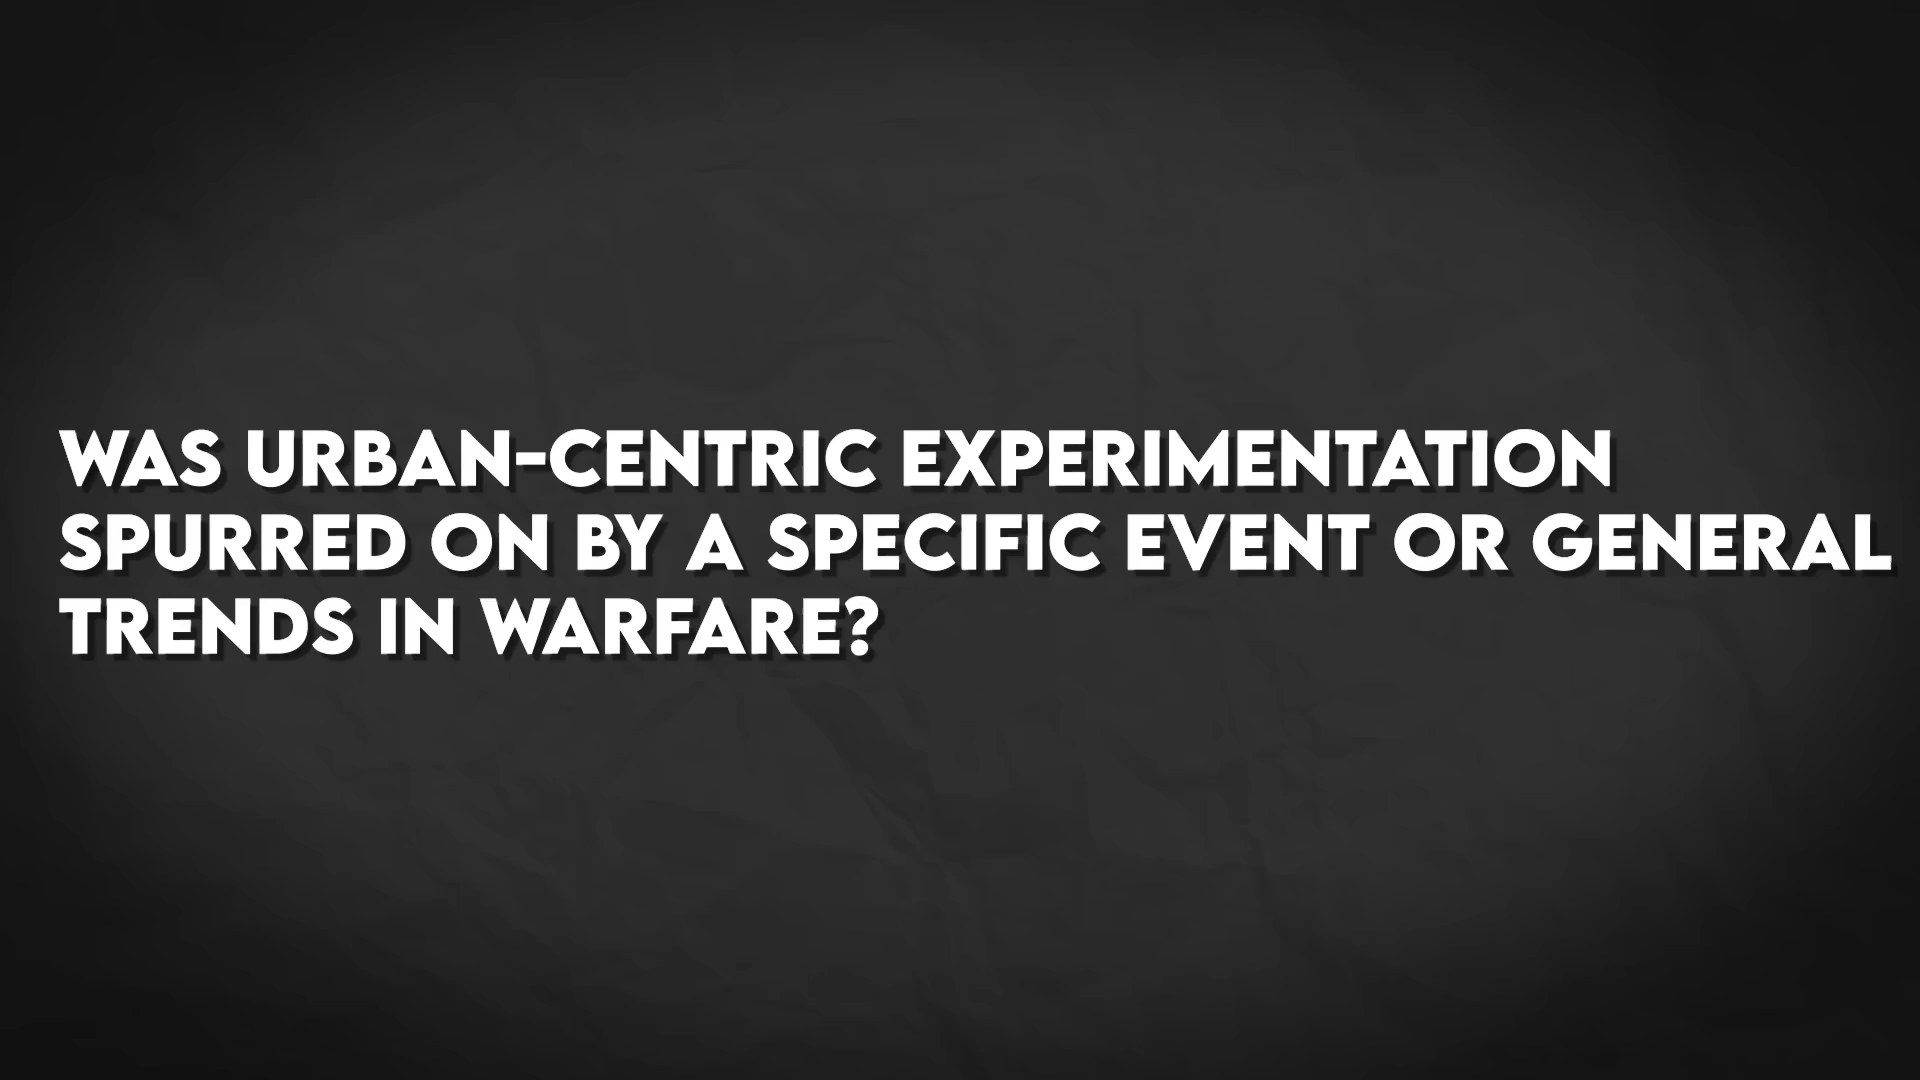 WAS URBAN-CENTRIC EXPERIMENTATION
SPURRED ON BY A SPECIFIC EVENT OR GENERAL
TRENDS IN WARFARE?